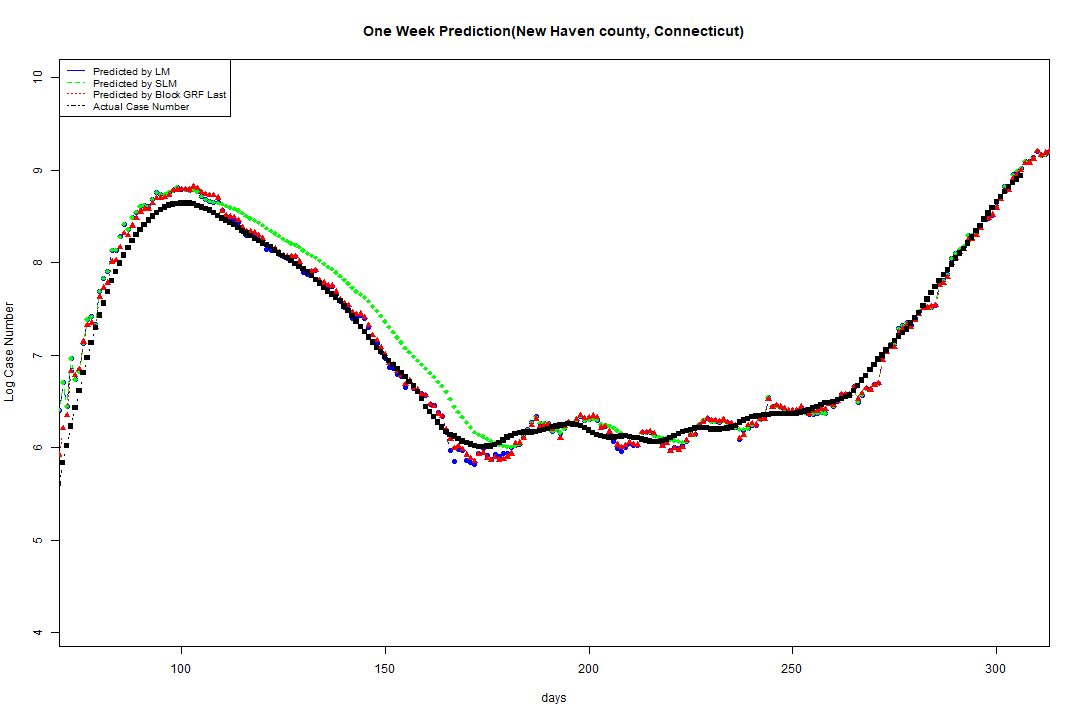 One Week Prediction(New Haven county, Connecticut)
Predicted by LM
Predicted by SLM
Predicted by Block GRF Last
Actual Case Number
10
9
8
7
6
5
4
Log Case Number
100 150 200 250 300
days